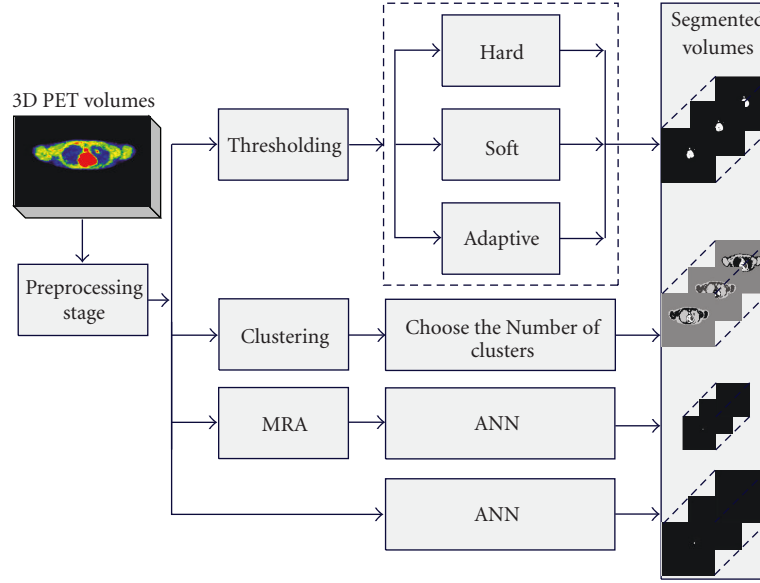 3D PET volumes
Preprocessing
stage
Thresholding
Hard
Soft
Adaptive
Clustering
Choose the Number of
clusters
MRA
ANN
ANN
Segmented
volumes